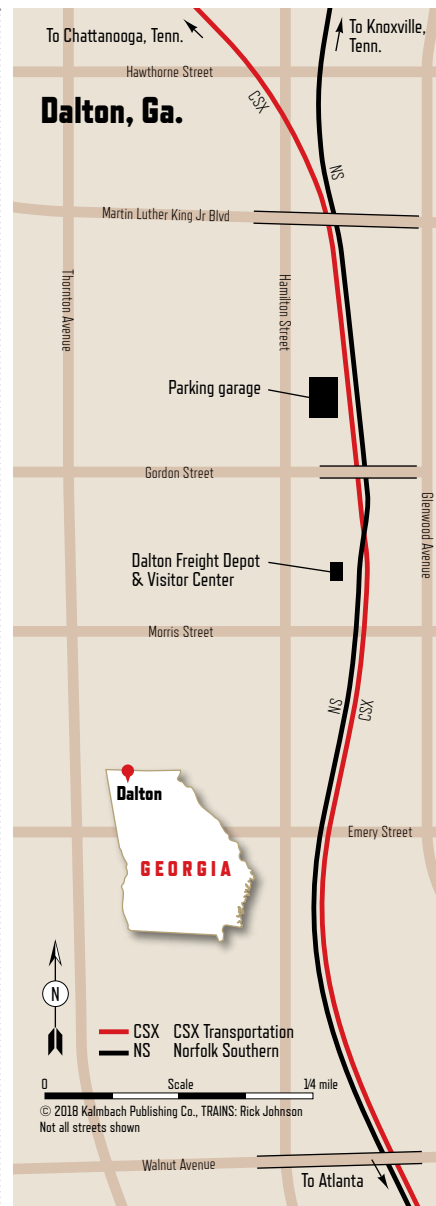 To Chattanooga, Tenn.
To Knoxville,
Tenn.
Hawthorne Street
Dalton, Ga.
CSX
NS
Martin Luther King Jr Blvd
Thornton Avenue
Hamilton Street
Parking garage
Gordon Street
Glenwood Avenue
Dalton Freight Depot
& Visitor Center
Morris Street
NS
CSX
Dalton
Emery Street
GEORGIA
N
CSX CSX Transportation
NS Norfolk Southern
0 Scale 1/4 mile
© 2018 Kalmbach Publishing Co., TRAINS: Rick Johnson
Not all streets shown
Walnut Avenue
To Atlanta